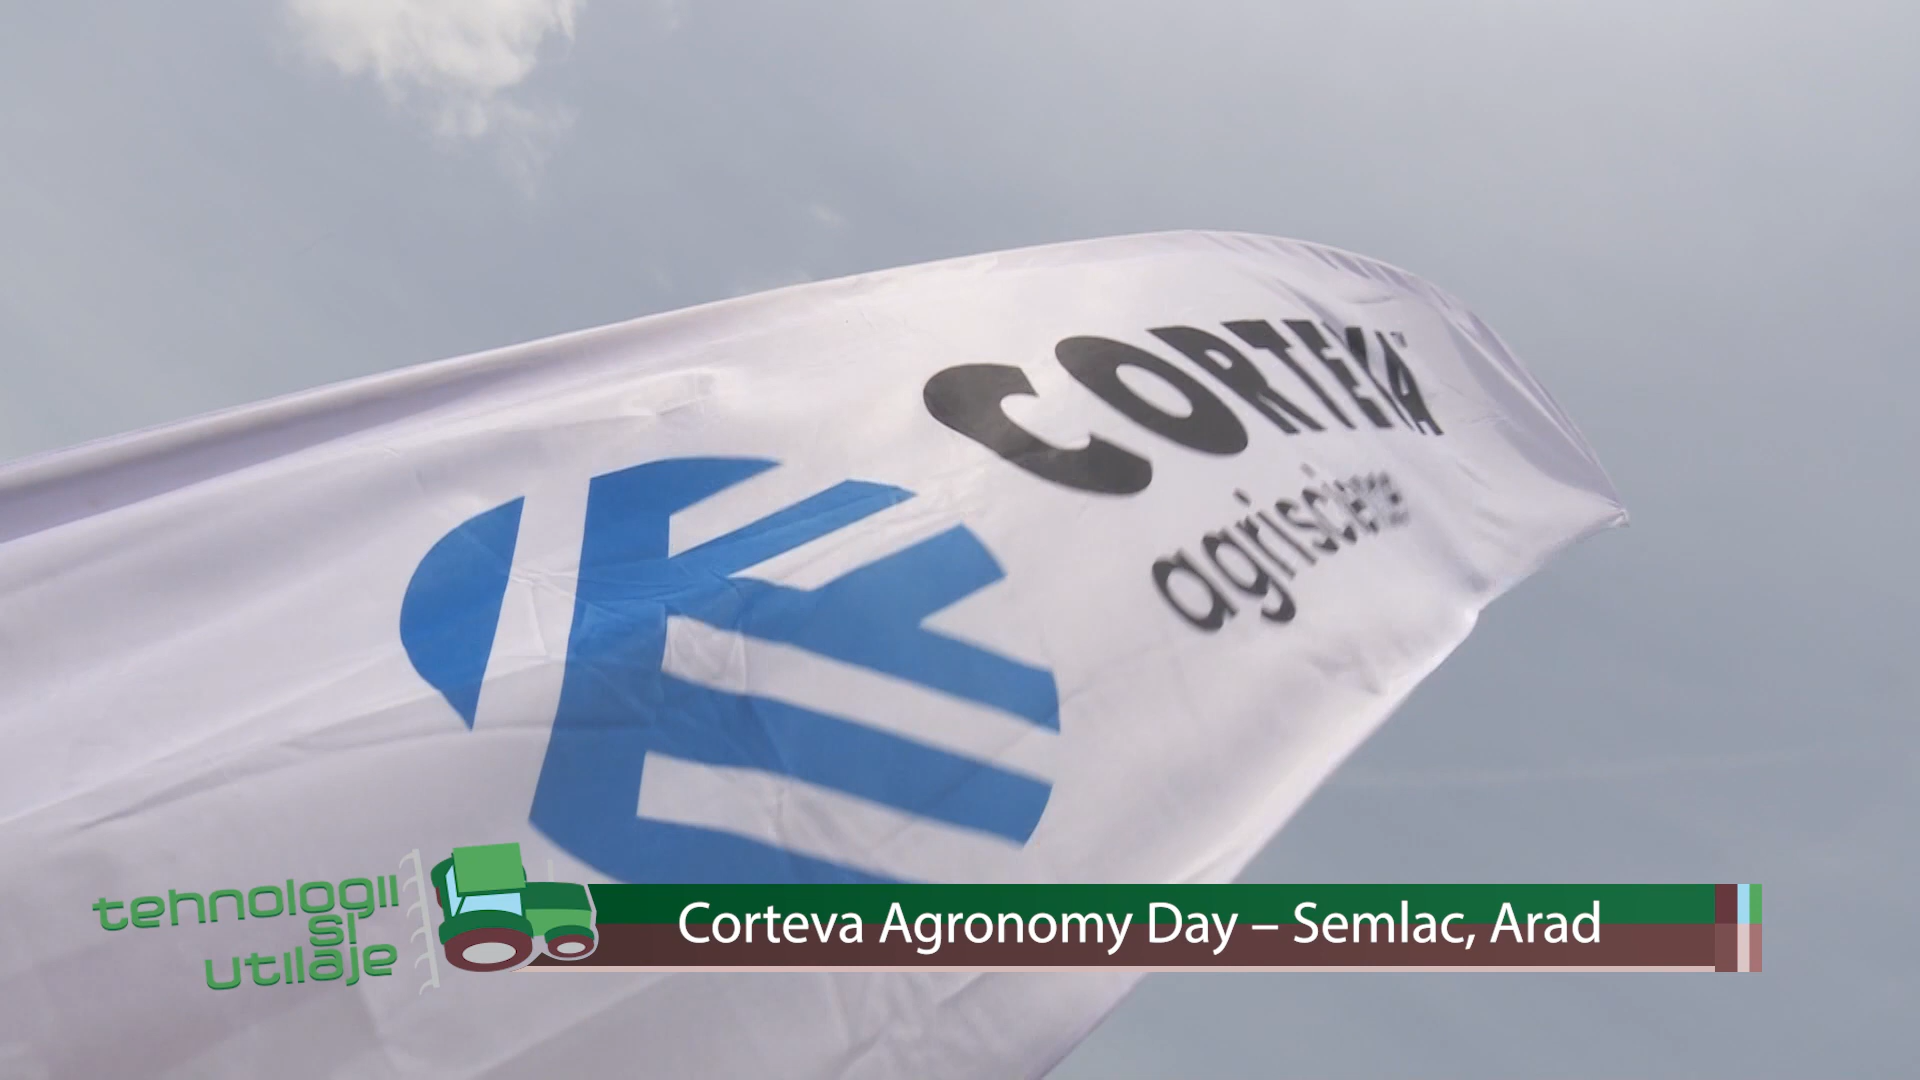 CORTEVA
agriscience
tehnologii
si
utilaje
Corteva Agronomy Day – Semlac, Arad